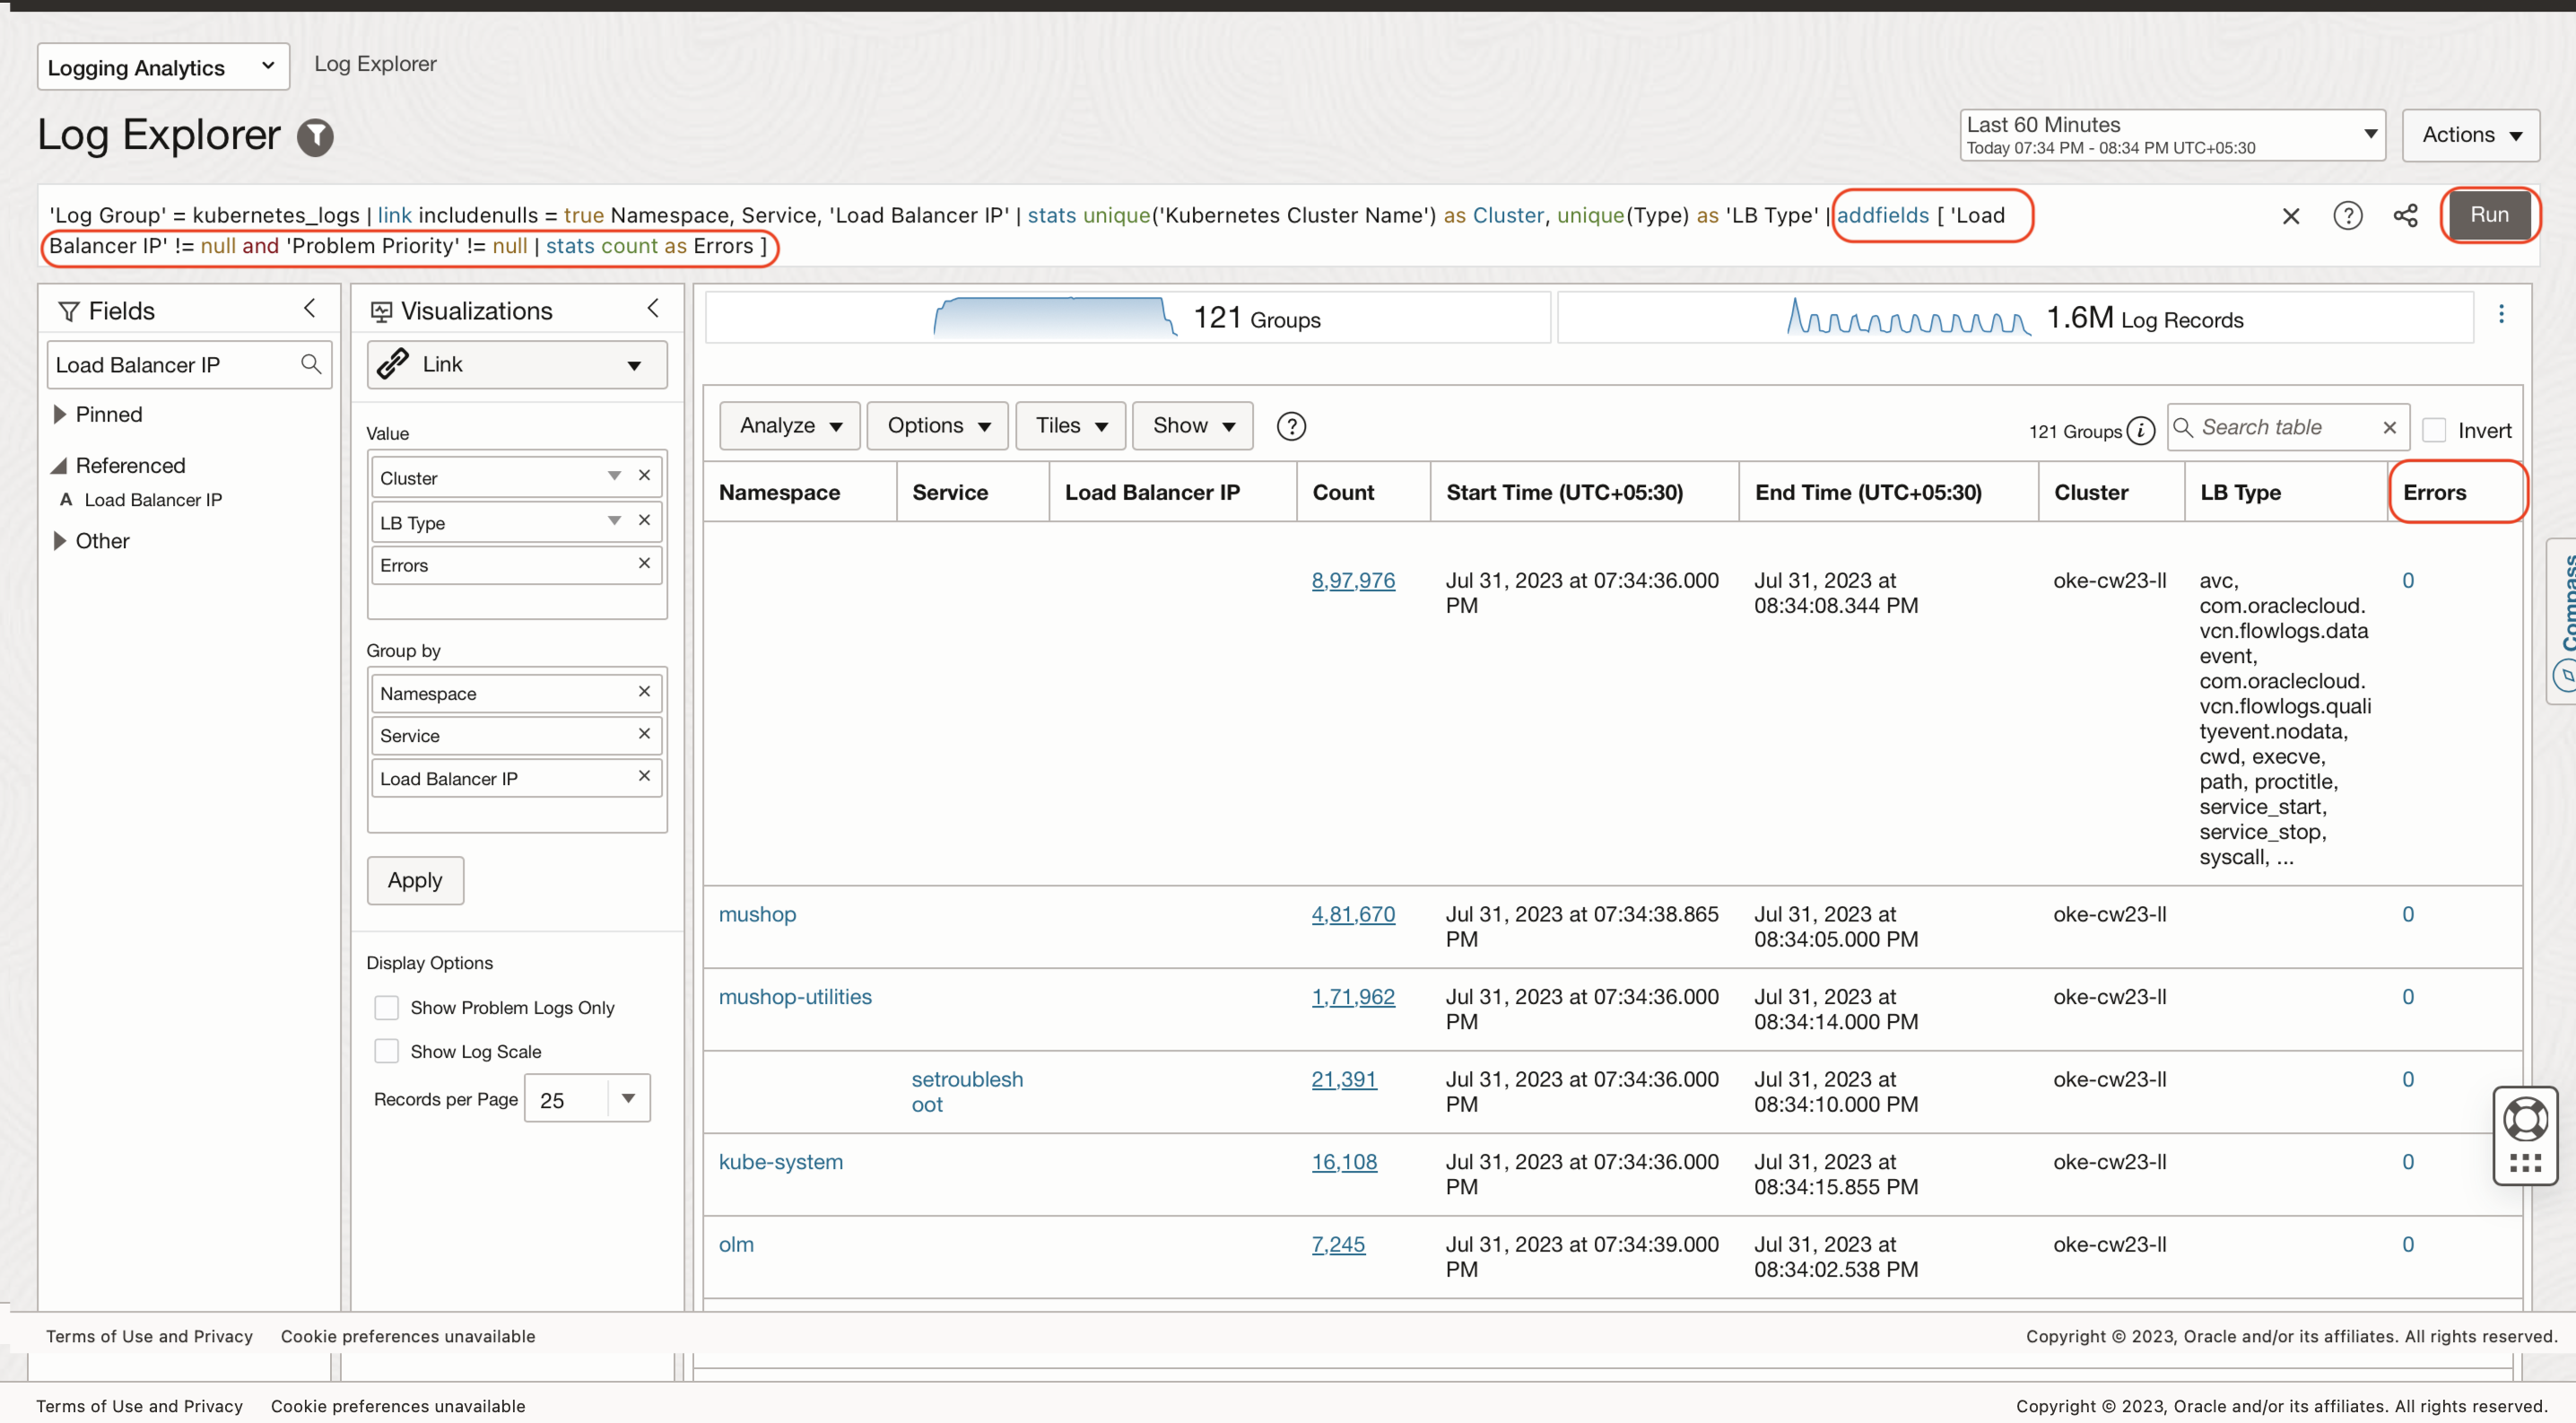 Logging Analytics Log Explorer
Log Explorer
Last 60 Minutes
Today 07:34 PM - 08:34 PM UTC+05:30
Actions
'Log Group' = kubernetes_logs | link includenulls = true Namespace, Service, 'Load Balancer IP' | stats unique('Kubernetes Cluster Name') as Cluster, unique(Type) as 'LB Type' | addfields [ 'Load
Balancer IP' != null and 'Problem Priority' != null | stats count as Errors ]
Run
Fields
Load Balancer IP
Pinned
Referenced
A Load Balancer IP
Other
Visualizations
Link
Value
Cluster
LB Type
Errors
Group by
Namespace
Service
Load Balancer IP
Apply
Display Options
Show Problem Logs Only
Show Log Scale
Records per Page 25
121 Groups
1.6M Log Records
Analyze Options Tiles Show
121 Groups
Search table
Invert
Namespace Service Load Balancer IP Count Start Time (UTC+05:30) End Time (UTC+05:30) Cluster LB Type Errors
8,97,976 Jul 31, 2023 at 07:34:36.000 Jul 31, 2023 at oke-cw23-ll avc, 0
PM 08:34:08.344 PM com.oraclecloud.
vcn.flowlogs.data
event,
com.oraclecloud.
vcn.flowlogs.quali
tyevent.nodata,
cwd, execve,
path, proctitle,
service_start,
service_stop,
syscall, ...
mushop 4,81,670 Jul 31, 2023 at 07:34:38.865 Jul 31, 2023 at oke-cw23-ll 0
PM 08:34:05.000 PM
mushop-utilities 1,71,962 Jul 31, 2023 at 07:34:36.000 Jul 31, 2023 at oke-cw23-ll 0
PM 08:34:14.000 PM
setroublesh 21,391 Jul 31, 2023 at 07:34:36.000 Jul 31, 2023 at oke-cw23-ll 0
oot PM 08:34:10.000 PM
kube-system 16,108 Jul 31, 2023 at 07:34:36.000 Jul 31, 2023 at oke-cw23-ll 0
PM 08:34:15.855 PM
olm 7,245 Jul 31, 2023 at 07:34:39.000 Jul 31, 2023 at oke-cw23-ll 0
PM 08:34:02.538 PM
Compass
Terms of Use and Privacy Cookie preferences unavailable Copyright © 2023, Oracle and/or its affiliates. All rights reserved.
Terms of Use and Privacy Cookie preferences unavailable Copyright © 2023, Oracle and/or its affiliates. All rights reserved.